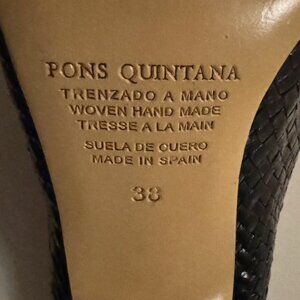 PONS QUINTANA
TRENZADO A MANO
WOVEN HAND MADE
TRESSE A LA MAIN
SUELA DE CUERO
MADE IN SPAIN
38